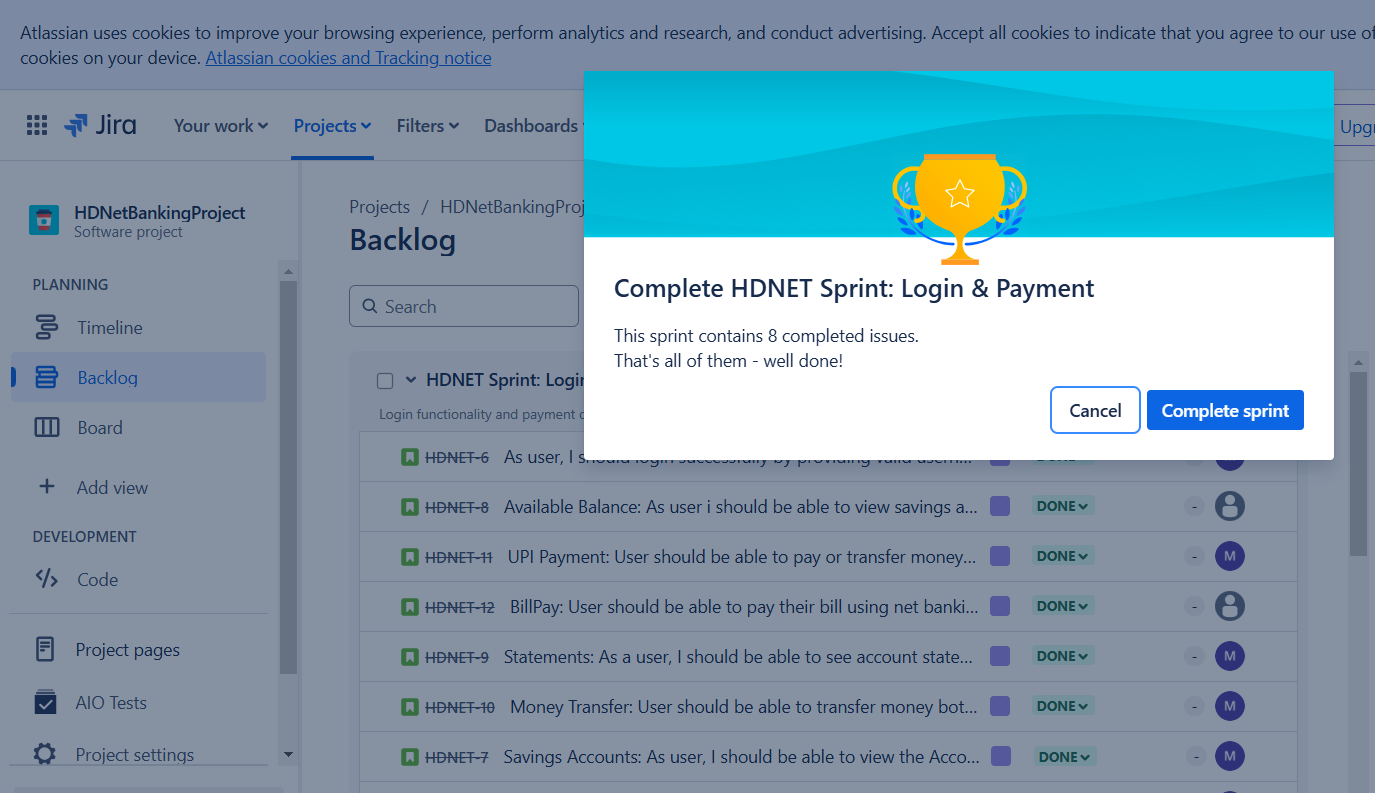 Atlassian uses cookies to improve your browsing experience, perform analytics and research, and conduct advertising. Accept all cookies to indicate that you agree to our use of
cookies on your device. Atlassian cookies and Tracking notice
Jira
Your work
Projects
Filters
Dashboards
HDNetBankingProject
Software project
PLANNING
Timeline
Backlog
Board
Add view
DEVELOPMENT
Code
Project pages
AIO Tests
Project settings
Projects / HDNetBankingProj
Backlog
Search
HDNET Sprint: Login
Login functionality and payment
HDNET-6 As user, I should login successfully by providing valid usern...
HDNET-8 Available Balance: As user i should be able to view savings a... DONE -
HDNET-11 UPI Payment: User should be able to pay or transfer money... DONE - M
HDNET-12 BillPay: User should be able to pay their bill using net banki... DONE -
HDNET-9 Statements: As a user, I should be able to see account state... DONE - M
HDNET-10 Money Transfer: User should be able to transfer money bot... DONE - M
HDNET-7 Savings Accounts: As user, I should be able to view the Acco... DONE - M
Complete HDNET Sprint: Login & Payment
This sprint contains 8 completed issues.
That's all of them - well done!
Cancel
Complete sprint